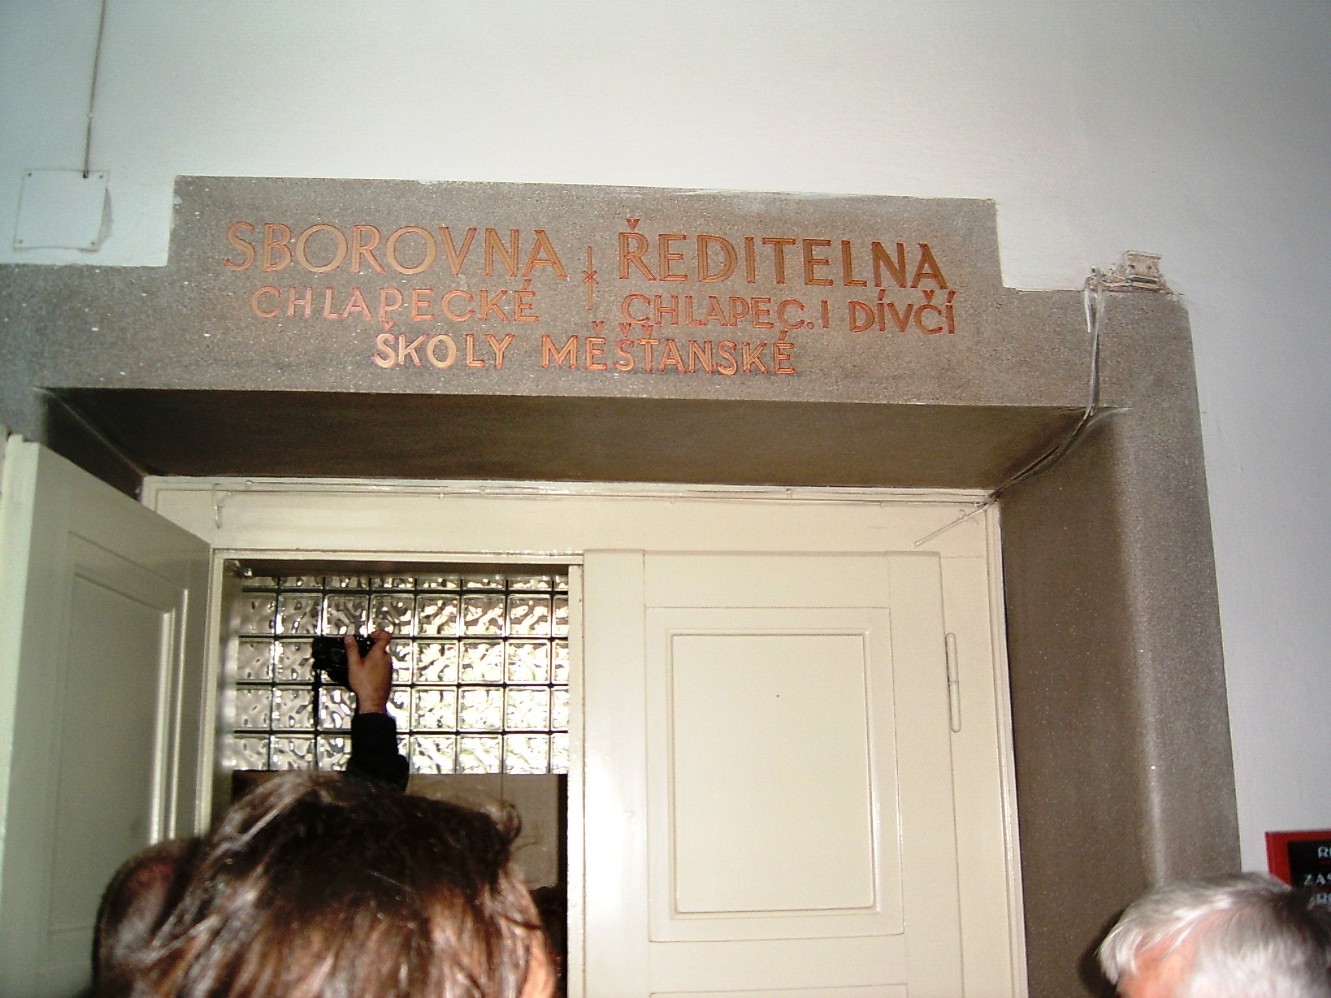 SBOROVNA ŘEDITELNA
CHLAPECKÉ CHLAPEC. I DÍVČÍ
ŠKOLY MĚŠŤANSKÉ